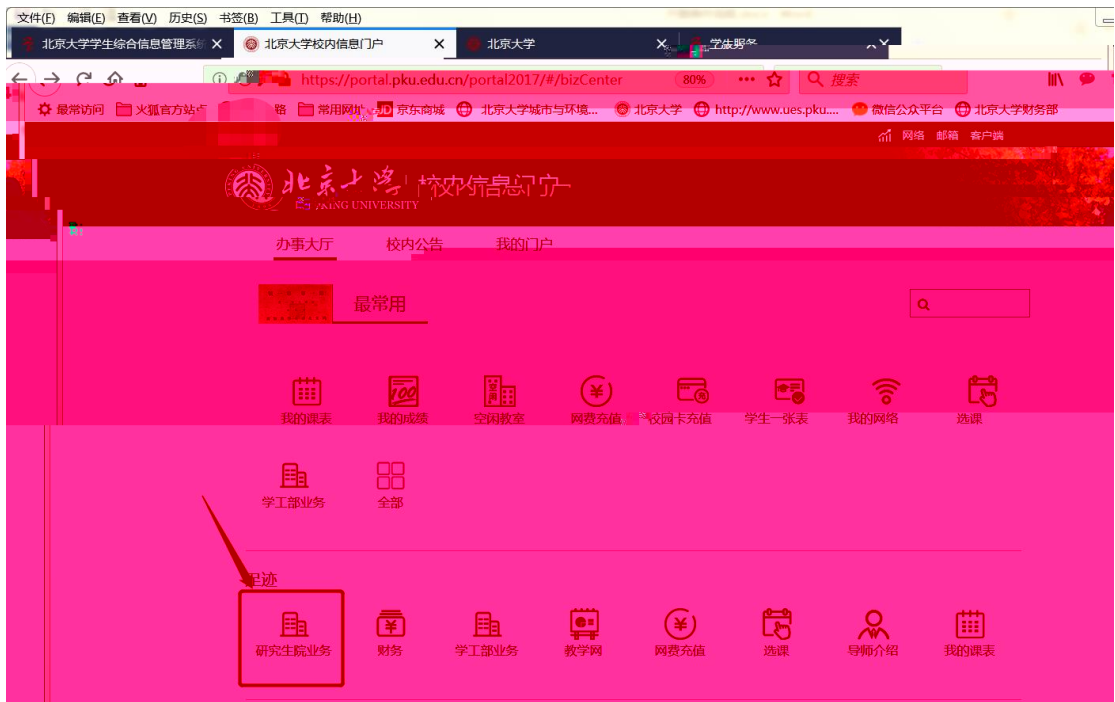 文件(F) 编辑(E) 查看(V) 历史(S) 书签(B) 工具(T) 帮助(H)
北京大学学生综合信息管理系统 北京大学校内信息门户 北京大学
https://portal.pku.edu.cn/portal2017/#/bizCenter 80% 搜索
最常访问 火狐官方站点 常用网址 JD 京东商城 北京大学城市与环境... 北京大学 http://www.ues.pku.... 微信公众平台 北京大学财务部
网络 邮箱 客户端
北京大学 校内信息门户
UNIVERSITY
办事大厅 校内公告 我的门户
最常用
我的课表 我的成绩 空闲教室 网费充值 校园卡充值 学生一张表 我的网络 选课
学工部业务 全部
足迹
研究生院业务 财务 学工部业务 教学网 网费充值 选课 导师介绍 我的课表